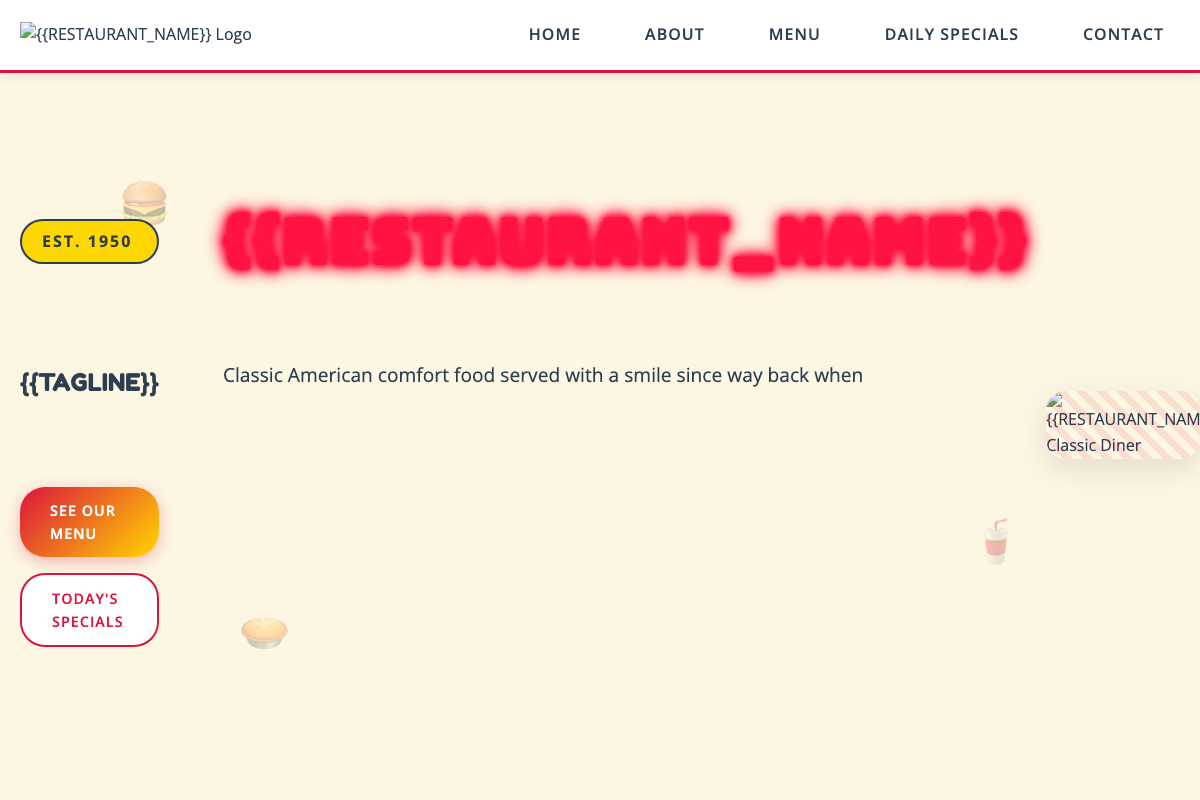 {{RESTAURANT_NAME}} Logo
HOME
ABOUT
MENU
DAILY SPECIALS
CONTACT
EST. 1950
{{RESTAURANT_NAME}}
{{TAGLINE}}
Classic American comfort food served with a smile since way back when
{{RESTAURANT_NAM
Classic Diner
SEE OUR
MENU
TODAY'S
SPECIALS